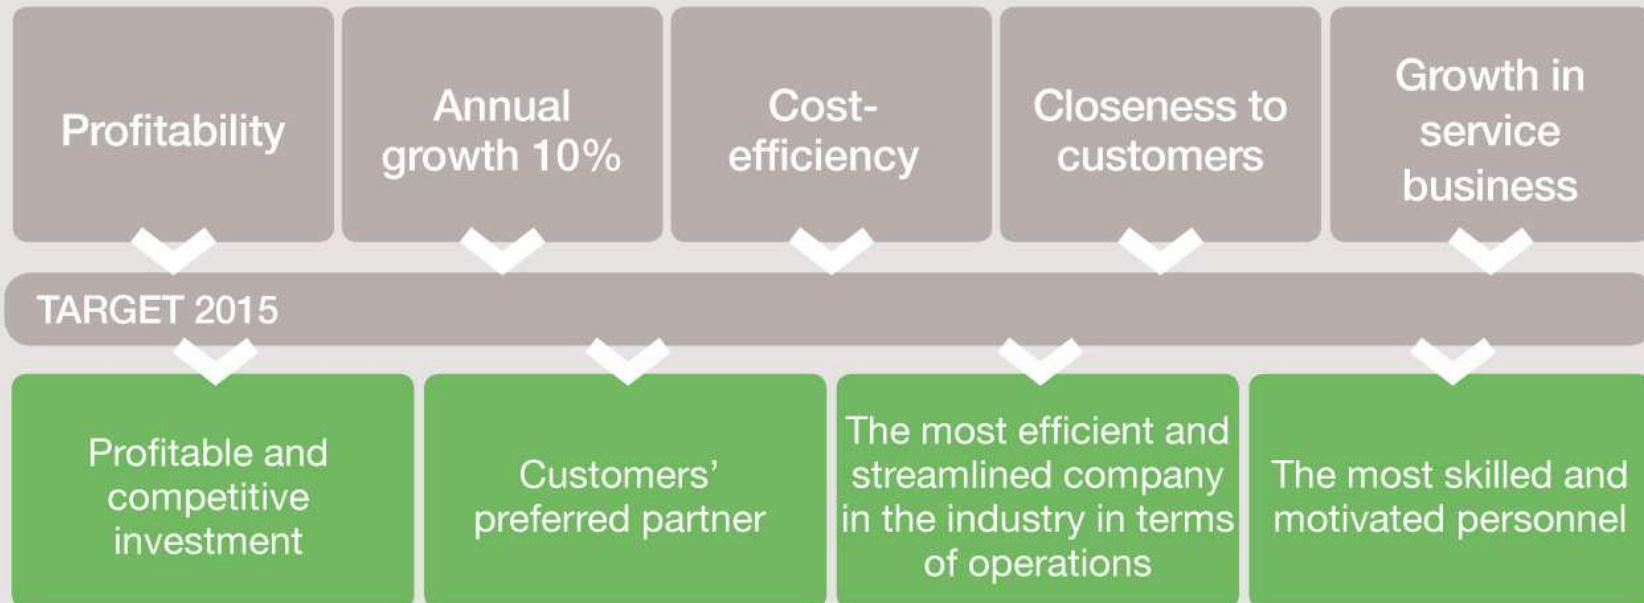 Profitability
Annual
growth 10%
Cost-
efficiency
Closeness to
customers
Growth in
service
business
TARGET 2015
Profitable and
competitive
investment
Customers’
preferred partner
The most efficient and
streamlined company
in the industry in terms
of operations
The most skilled and
motivated personnel